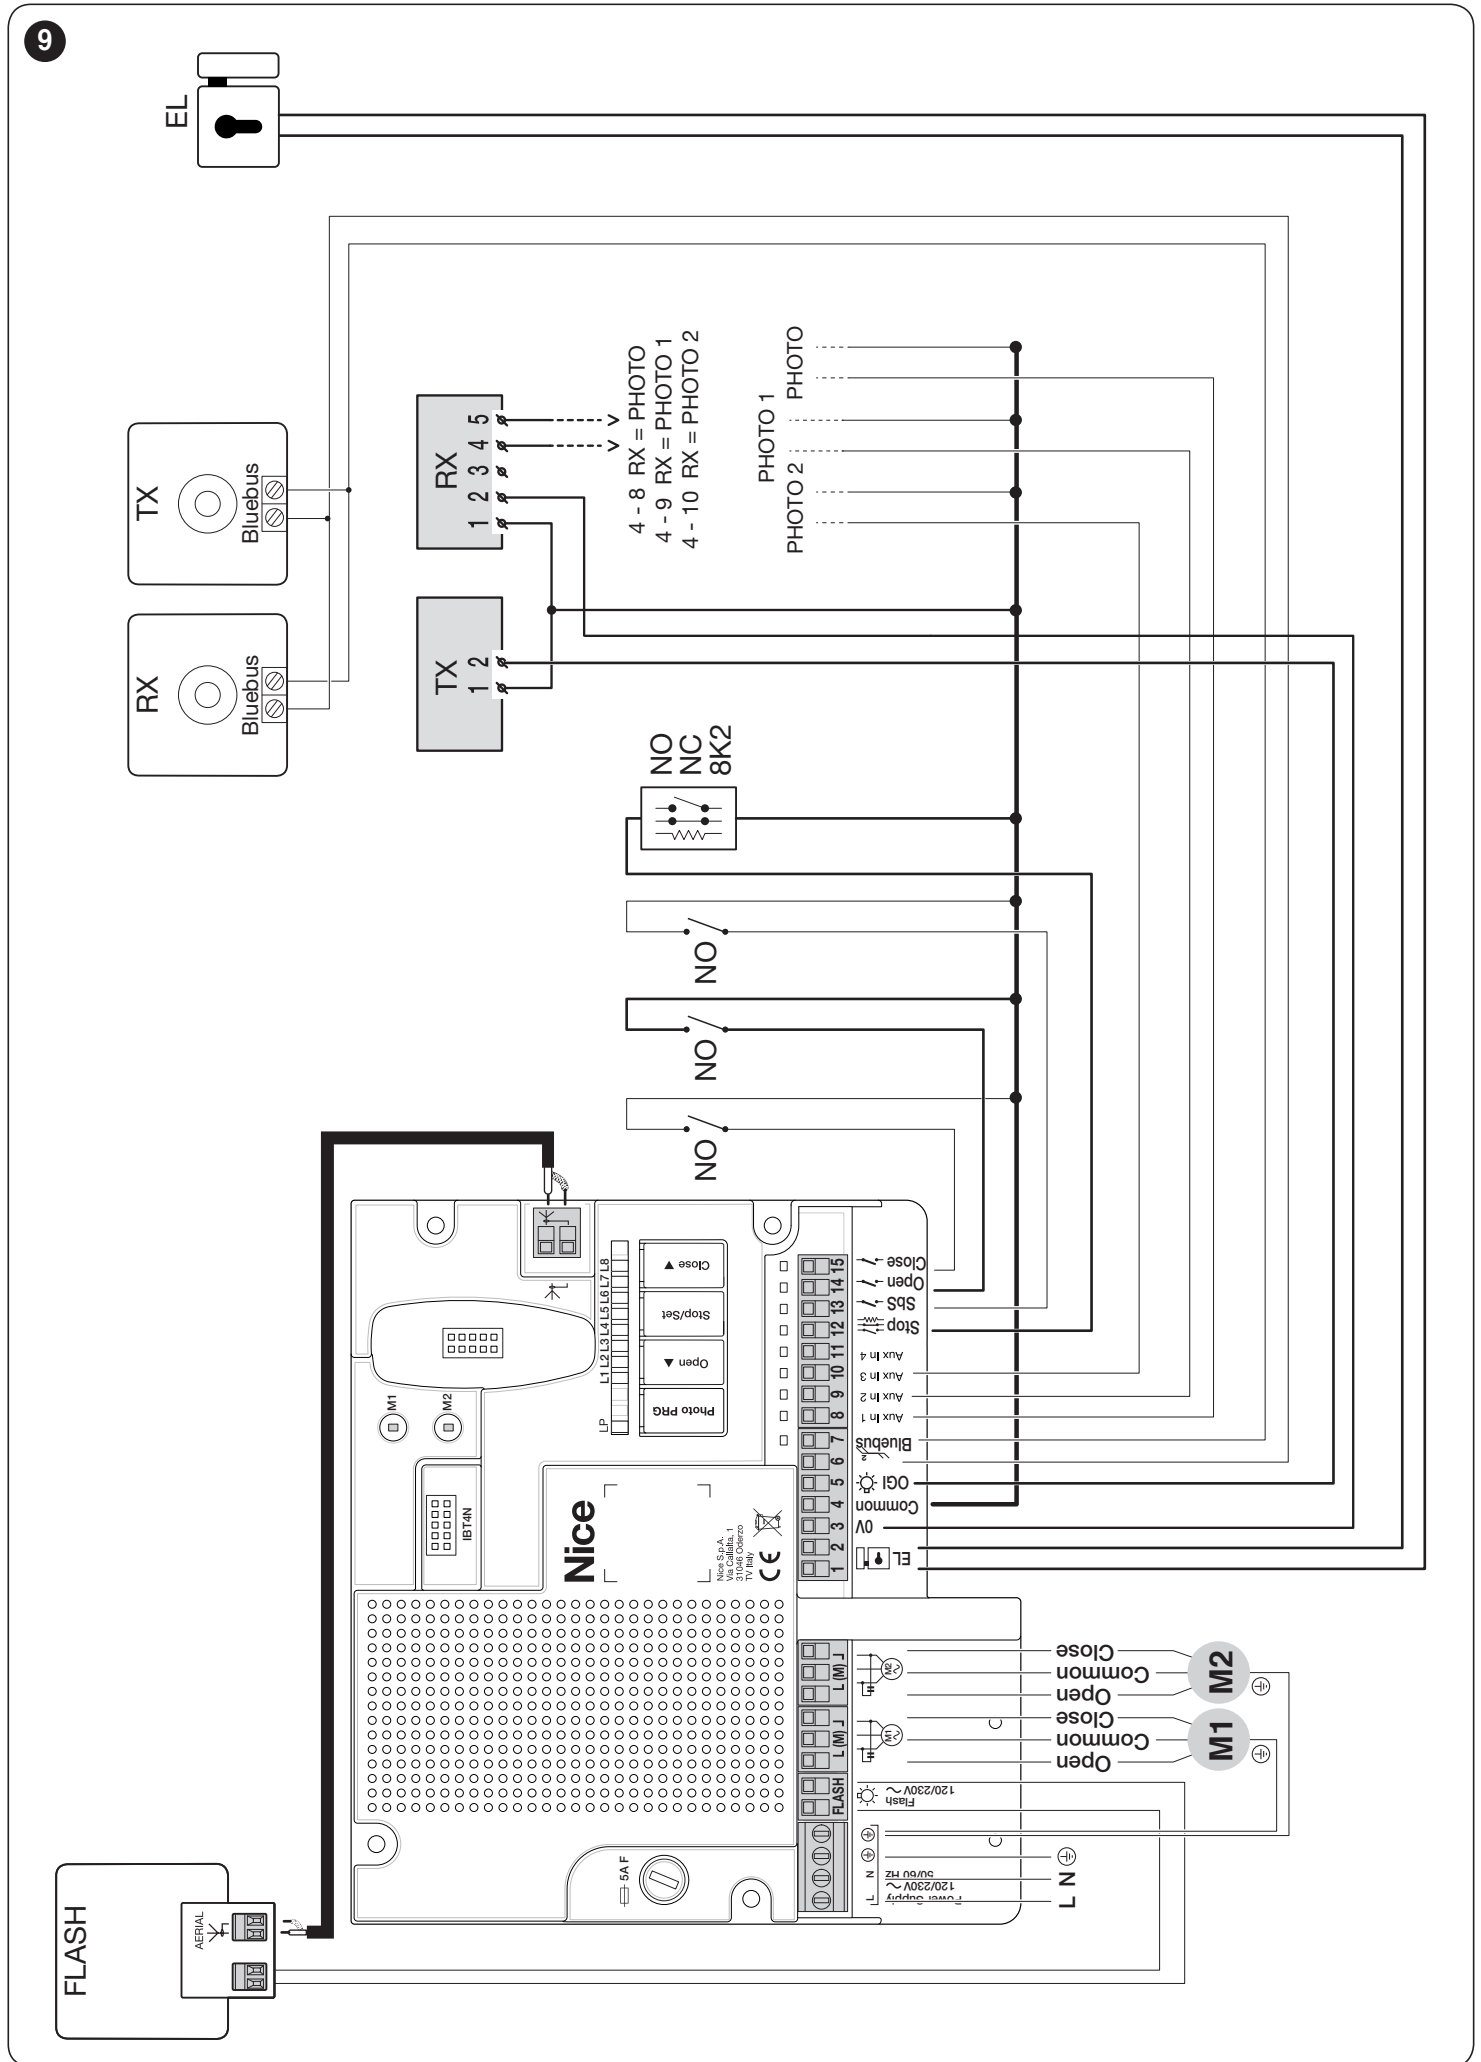 9
EL
TX
Bluebus
RX
Bluebus
RX
1 2 3 4 5
4 - 8 RX = PHOTO
4 - 9 RX = PHOTO 1
4 - 10 RX = PHOTO 2
PHOTO
PHOTO 1
PHOTO 2
TX
1 2
NO
NC
8K2
NO
NO
NO
M1
M2
IBT4N
LP
L1 L2 L3 L4 L5 L6 L7 L8
Photo PRG
Open ▲
Stop/Set
Close ▼
Nice
Nice S.p.A.
Via Callalta, 1
31046 Oderzo
TV Italy
CE
5A F
15 Close
14 Open
13 SbS
12 Stop
11 Aux In 4
10 Aux In 3
9 Aux In 2
8 Aux In 1
7 Bluebus
6
5 OGI
4 Common
3 0V
2
1
EL
L (M)
M2
Close
Common
Open
M2
L (M)
M1
Close
Common
Open
M1
FLASH
Flash
120/230V ~
L N
Power Supply
120/230V ~
50/60 Hz
L N
FLASH
AERIAL